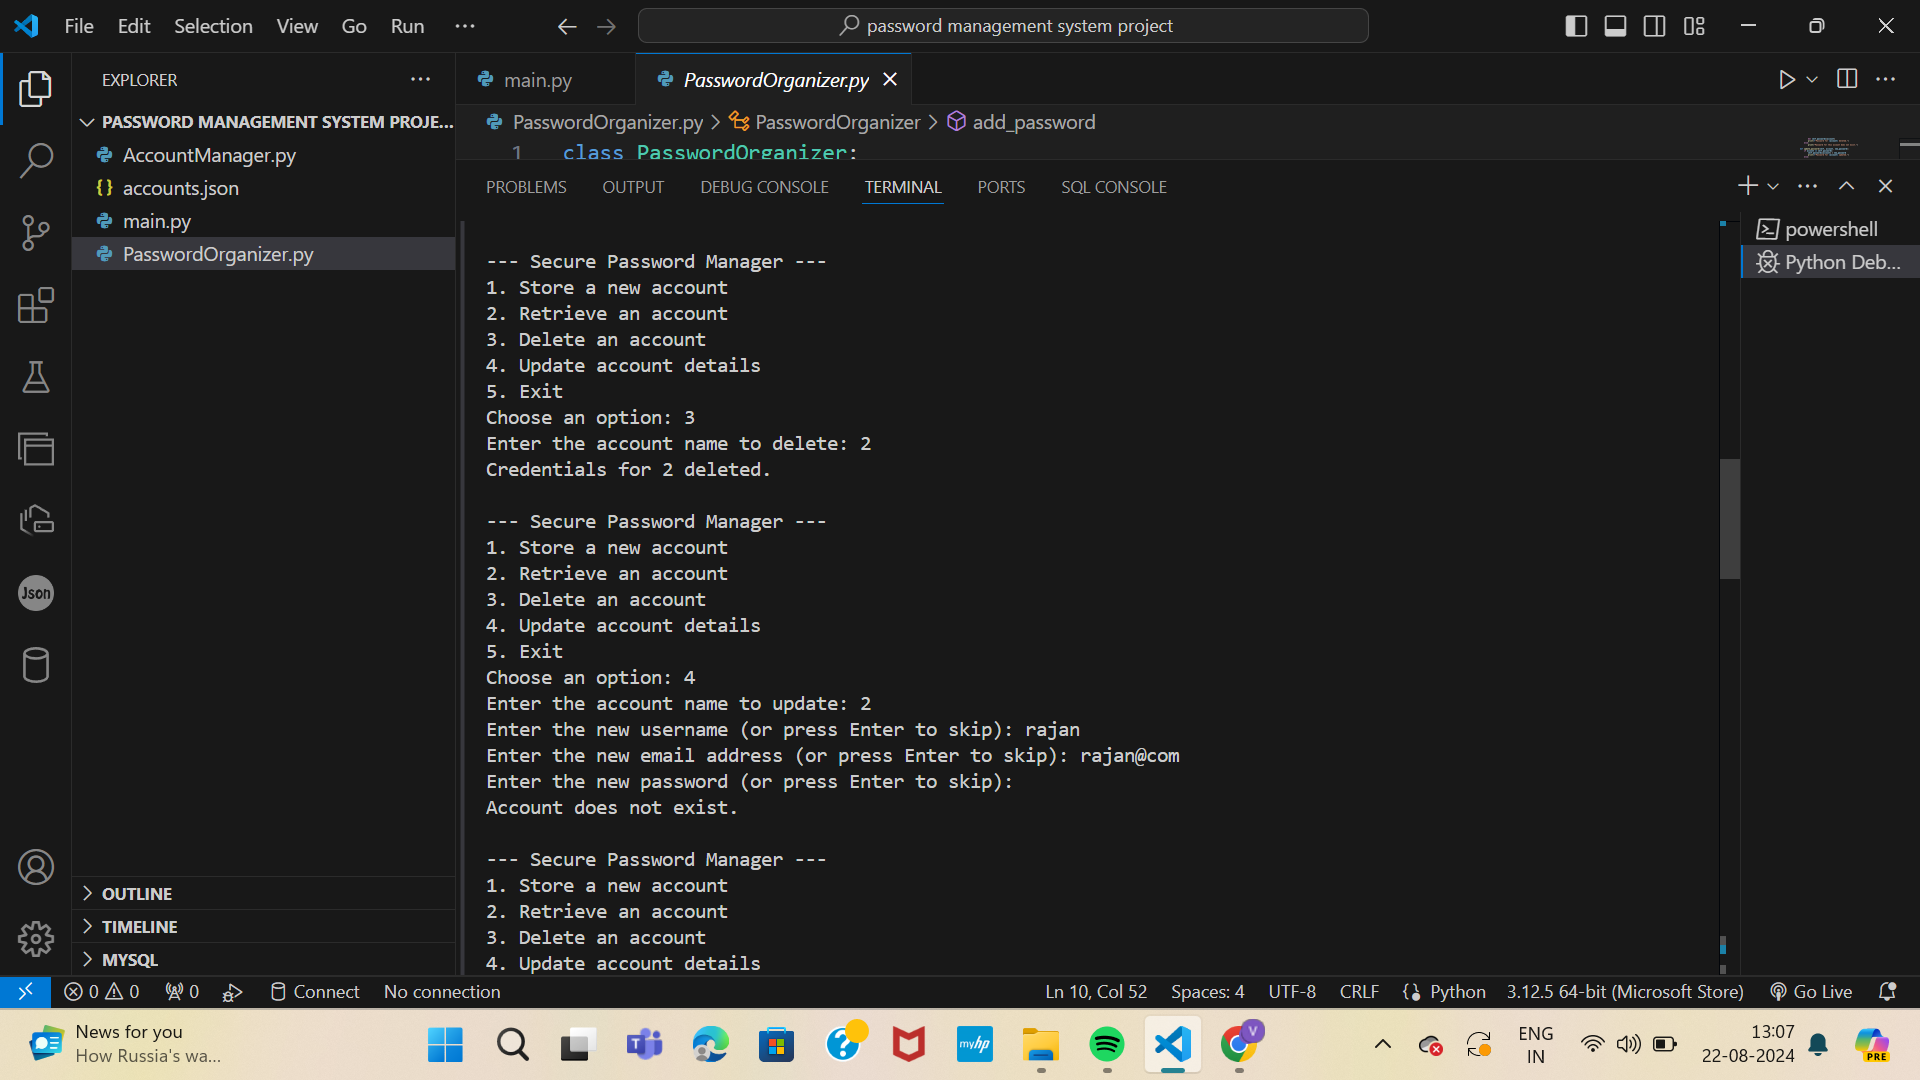 File Edit Selection View Go Run ···
password management system project
EXPLORER
PASSWORD MANAGEMENT SYSTEM PROJE...
AccountManager.py
accounts.json
main.py
PasswordOrganizer.py
OUTLINE
TIMELINE
MYSQL
main.py PasswordOrganizer.py
PasswordOrganizer.py > PasswordOrganizer > add_password
1 class PasswordOrganizer:
PROBLEMS OUTPUT DEBUG CONSOLE TERMINAL PORTS SQL CONSOLE
powershell
Python Deb...
--- Secure Password Manager ---
1. Store a new account
2. Retrieve an account
3. Delete an account
4. Update account details
5. Exit
Choose an option: 3
Enter the account name to delete: 2
Credentials for 2 deleted.
--- Secure Password Manager ---
1. Store a new account
2. Retrieve an account
3. Delete an account
4. Update account details
5. Exit
Choose an option: 4
Enter the account name to update: 2
Enter the new username (or press Enter to skip): rajan
Enter the new email address (or press Enter to skip): rajan@com
Enter the new password (or press Enter to skip):
Account does not exist.
--- Secure Password Manager ---
1. Store a new account
2. Retrieve an account
3. Delete an account
4. Update account details
Json
0 0 0 Connect No connection Ln 10, Col 52 Spaces: 4 UTF-8 CRLF Python 3.12.5 64-bit (Microsoft Store) Go Live
News for you
How Russia's wa...
myhp
V
ENG
IN
13:07
22-08-2024
PRE